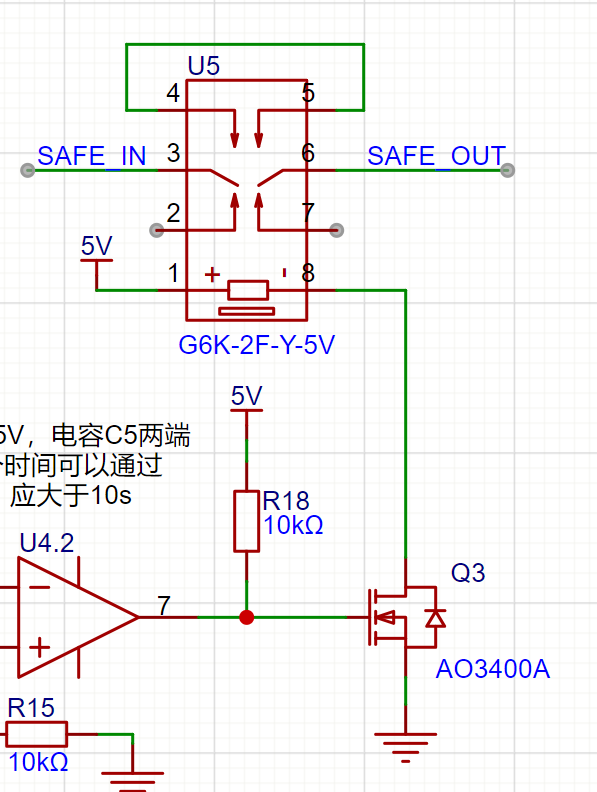 U5
4 5
SAFE_IN 3 6 SAFE_OUT
2 7
5V
1 + - 8
G6K-2F-Y-5V
5V
5V，电容C5两端
时间可以通过
应大于10s
R18
10kΩ
U4.2
7
Q3
AO3400A
R15
10kΩ